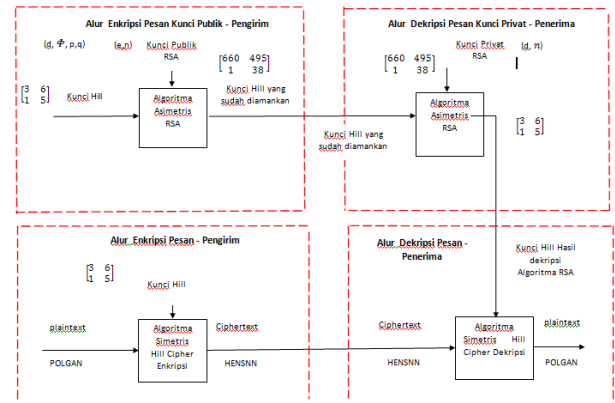 Alur Enkripsi Pesan Kunci Publik - Pengirim
(d, Φ, p,q)
(e,n)
Kunci Publik
RSA
[660 495]
[1 38]
[3 6]
[1 5]
Kunci Hill
Algoritma
Asimetris
RSA
Kunci Hill yang
sudah diamankan
Alur Dekripsi Pesan Kunci Privat - Penerima
[660 495]
[1 38]
Kunci Privat
RSA
(d, n)
Kunci Hill yang
sudah diamankan
Algoritma
Asimetris
RSA
[3 6]
[1 5]
Alur Enkripsi Pesan - Pengirim
[3 6]
[1 5]
Kunci Hill
plaintext
POLGAN
Algoritma
Simetris
Hill Cipher
Enkripsi
Ciphertext
HENSNN
Alur Dekripsi Pesan -
Penerima
Kunci Hill Hasil
dekripsi
Algoritma RSA
Ciphertext
HENSNN
Algoritma
Simetris Hill
Cipher Dekripsi
plaintext
POLGAN